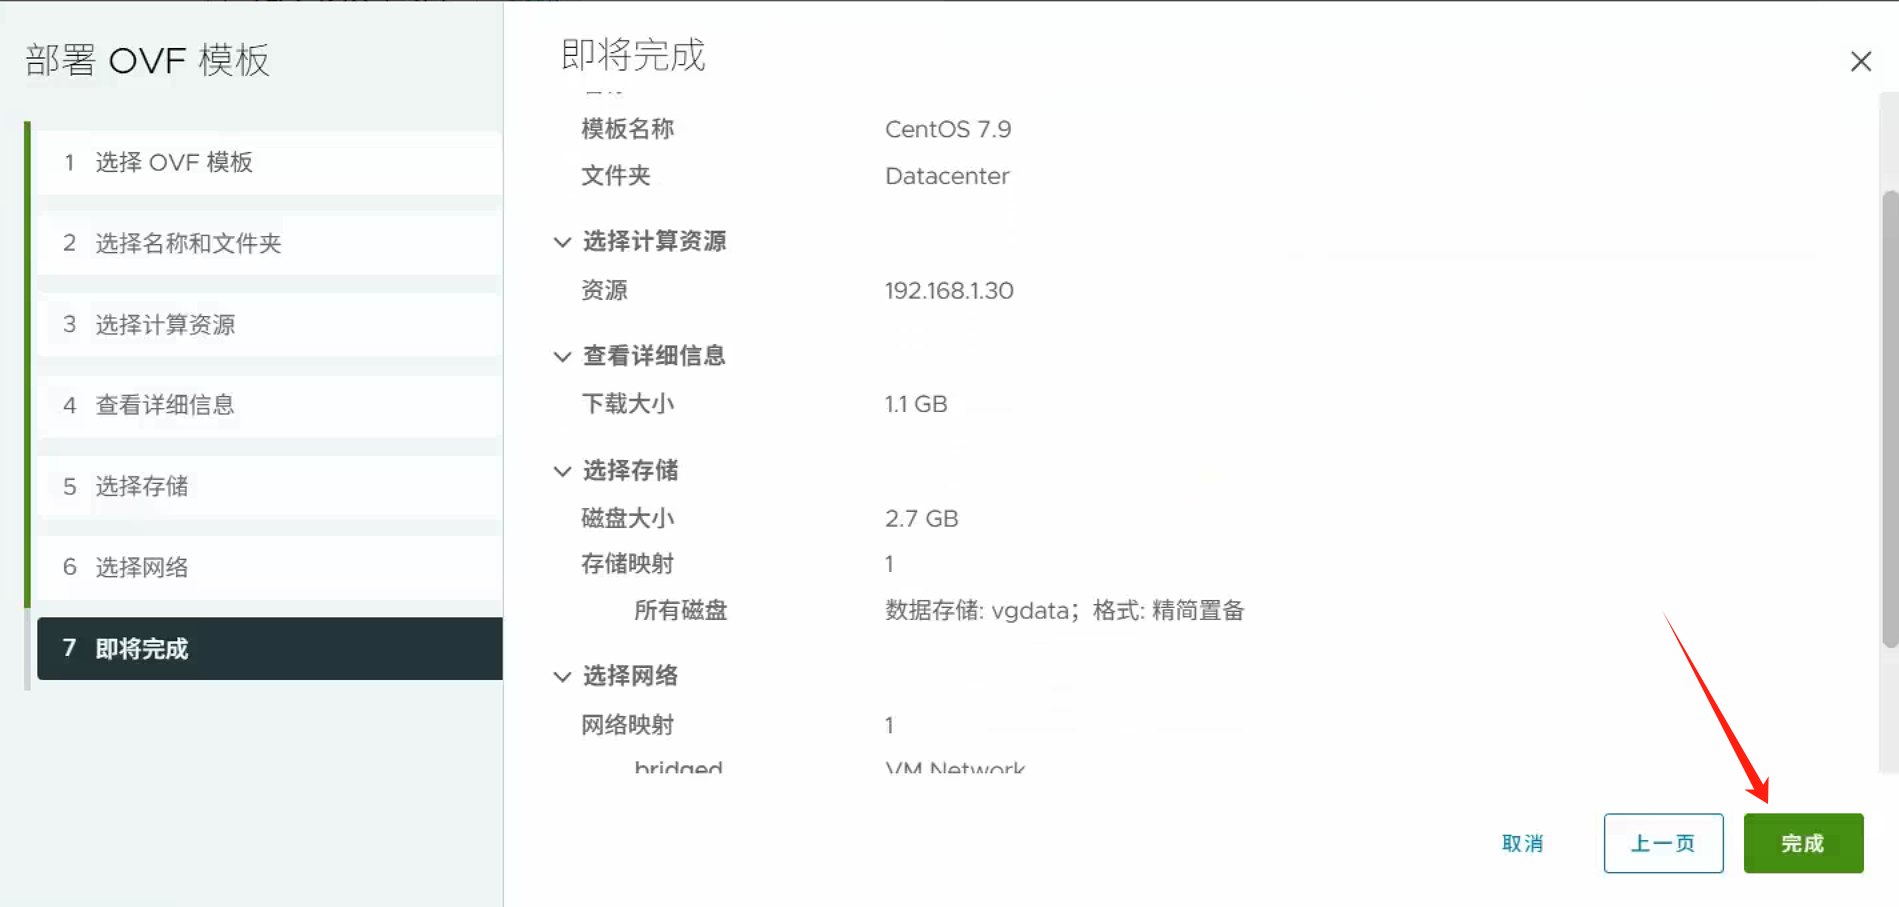 部署 OVF 模板
1 选择 OVF 模板
2 选择名称和文件夹
3 选择计算资源
4 查看详细信息
5 选择存储
6 选择网络
7 即将完成
即将完成
模板名称 CentOS 7.9
文件夹 Datacenter
选择计算资源
资源 192.168.1.30
查看详细信息
下载大小 1.1 GB
选择存储
磁盘大小 2.7 GB
存储映射 1
所有磁盘 数据存储: vgdata；格式: 精简置备
选择网络
网络映射 1
bridged VM Network
取消 上一页 完成